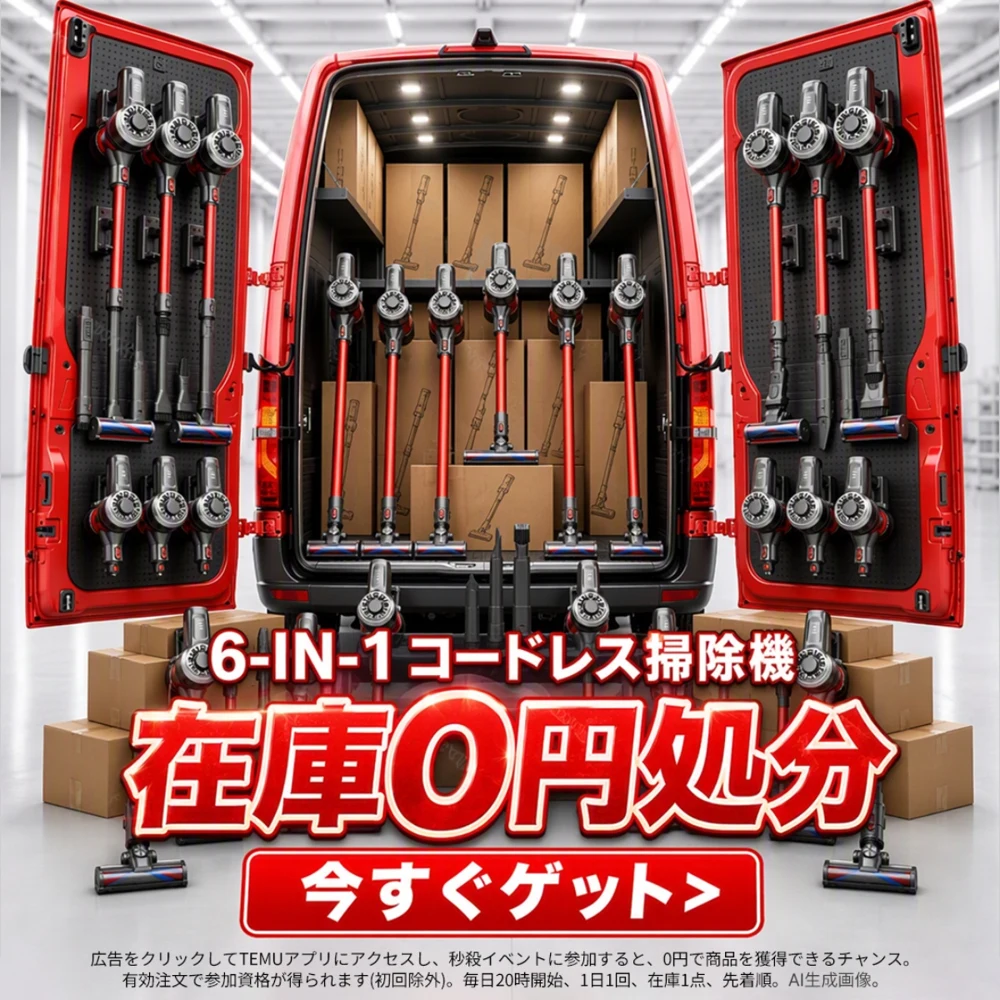 6-IN-1コードレス掃除機
在庫0円処分
今すぐゲット>
広告をクリックしてTEMUアプリにアクセスし、秒殺イベントに参加すると、0円で商品を獲得できるチャンス。
有効注文で参加資格が得られます(初回除外)。毎日20時開始、1日1回、在庫1点、先着順。AI生成画像。